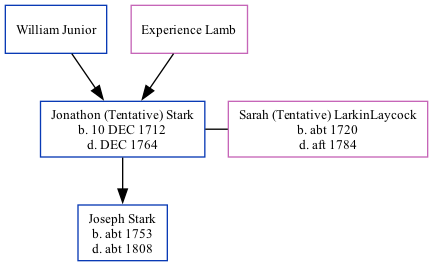 William Junior
Experience Lamb
Jonathon (Tentative) Stark
b. 10 DEC 1712
d. DEC 1764
Sarah (Tentative) LarkinLaycock
b. abt 1720
d. aft 1784
Joseph Stark
b. abt 1753
d. abt 1808